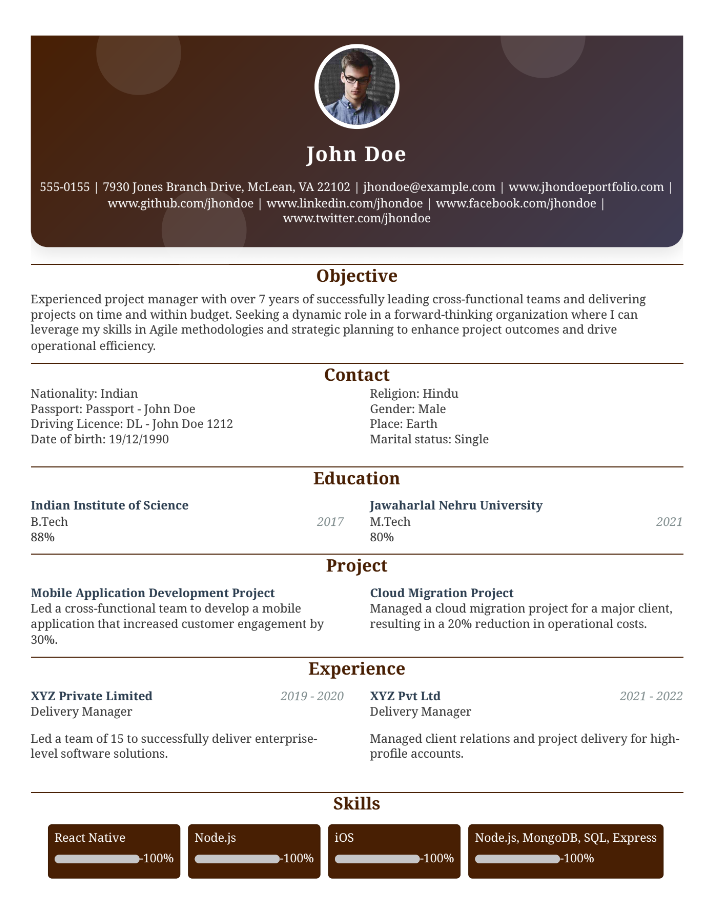 John Doe
555-0155 | 7930 Jones Branch Drive, McLean, VA 22102 | jhondoe@example.com | www.jhondoeportfolio.com |
www.github.com/jhondoe | www.linkedin.com/jhondoe | www.facebook.com/jhondoe |
www.twitter.com/jhondoe
Objective
Experienced project manager with over 7 years of successfully leading cross-functional teams and delivering
projects on time and within budget. Seeking a dynamic role in a forward-thinking organization where I can
leverage my skills in Agile methodologies and strategic planning to enhance project outcomes and drive
operational efficiency.
Contact
Nationality: Indian
Passport: Passport - John Doe
Driving Licence: DL - John Doe 1212
Date of birth: 19/12/1990
Religion: Hindu
Gender: Male
Place: Earth
Marital status: Single
Education
Indian Institute of Science
B.Tech 2017
88%
Jawaharlal Nehru University
M.Tech 2021
80%
Project
Mobile Application Development Project
Led a cross-functional team to develop a mobile
application that increased customer engagement by
30%.
Cloud Migration Project
Managed a cloud migration project for a major client,
resulting in a 20% reduction in operational costs.
Experience
XYZ Private Limited 2019 - 2020
Delivery Manager
Led a team of 15 to successfully deliver enterprise-
level software solutions.
XYZ Pvt Ltd 2021 - 2022
Delivery Manager
Managed client relations and project delivery for high-
profile accounts.
Skills
React Native
-100%
Node.js
-100%
iOS
-100%
Node.js, MongoDB, SQL, Express
-100%